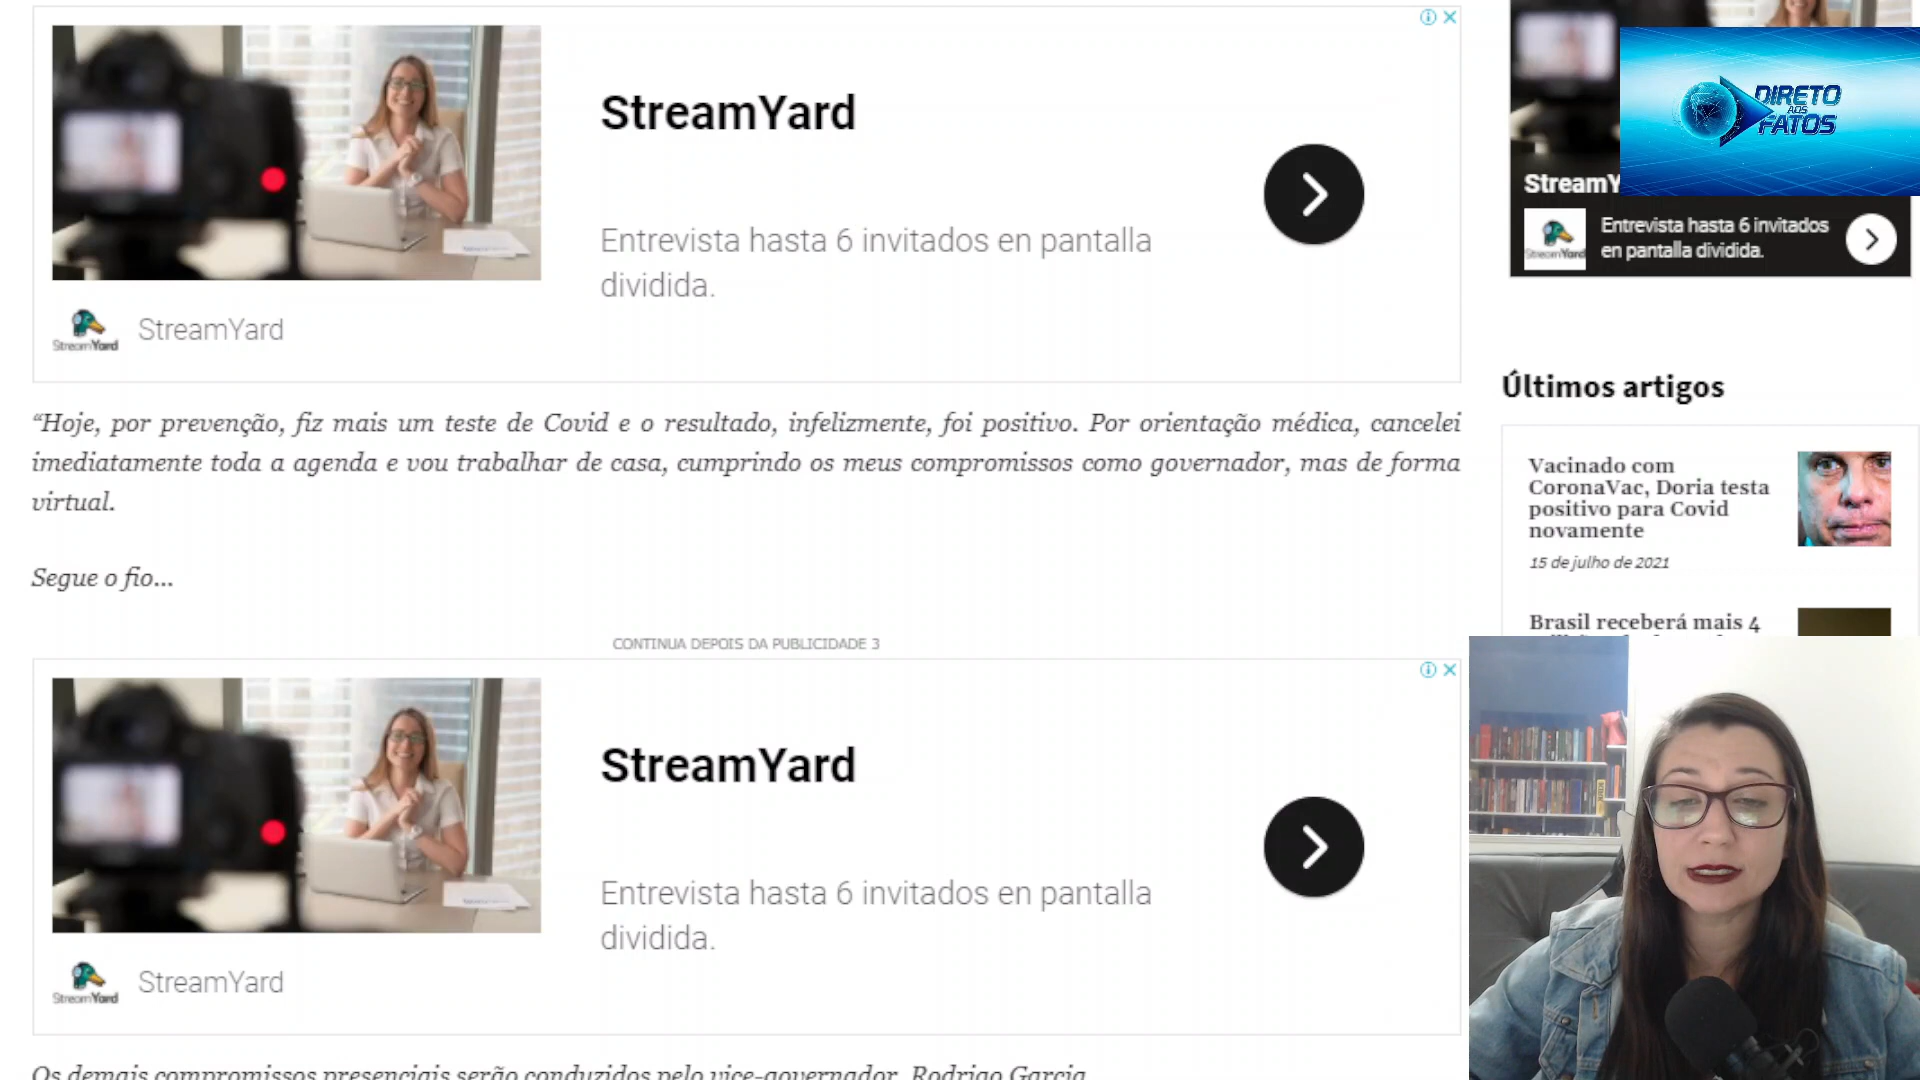 StreamYard
Entrevista hasta 6 invitados en pantalla
dividida.
StreamYard
StreamYard
“Hoje, por prevenção, fiz mais um teste de Covid e o resultado, infelizmente, foi positivo. Por orientação médica, cancelei
imediatamente toda a agenda e vou trabalhar de casa, cumprindo os meus compromissos como governador, mas de forma
virtual.
Segue o fio...
CONTINUA DEPOIS DA PUBLICIDADE 3
StreamYard
Entrevista hasta 6 invitados en pantalla
dividida.
StreamYard
StreamYard
Os demais compromissos presenciais serão conduzidos pelo vice-governador, Rodrigo Garcia
DIRETO
AOS
FATOS
StreamY
StreamYard
Entrevista hasta 6 invitados
en pantalla dividida.
Últimos artigos
Vacinado com
CoronaVac, Doria testa
positivo para Covid
novamente
15 de julho de 2021
Brasil receberá mais 4